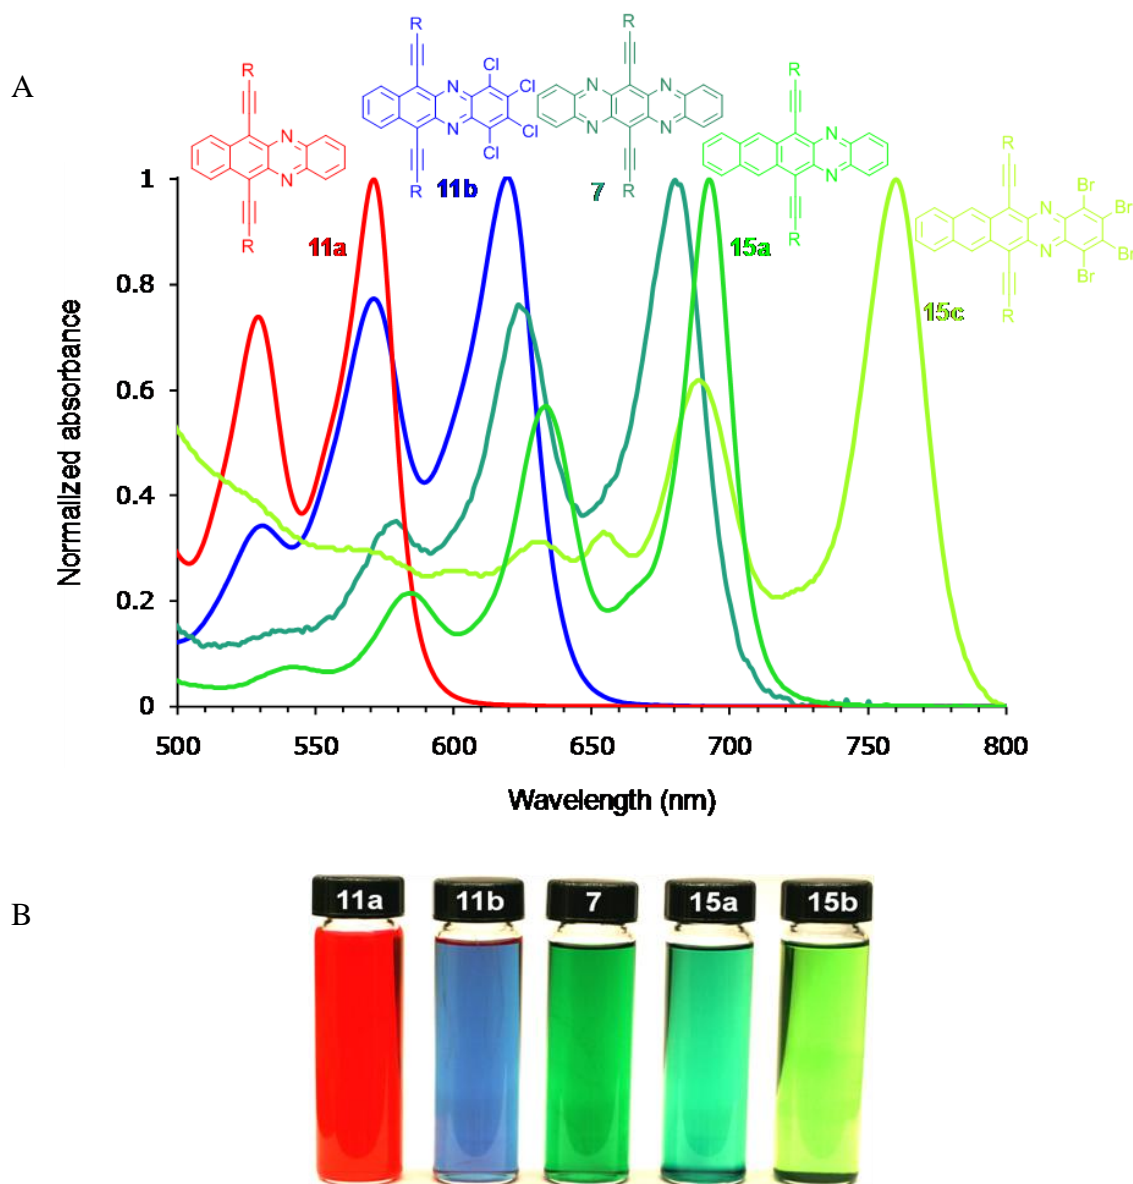 A
R
R
R
R
R
N
N
Cl
Cl
Cl
Cl
N
N
R
11b
N
N
N
N
R
7
N
N
R
11a
N
N
R
15a
N
N
Br
Br
Br
Br
R
15c
Normalized absorbance
1
0.8
0.6
0.4
0.2
0
500 550 600 650 700 750 800
Wavelength (nm)
B
11a 11b 7 15a 15b